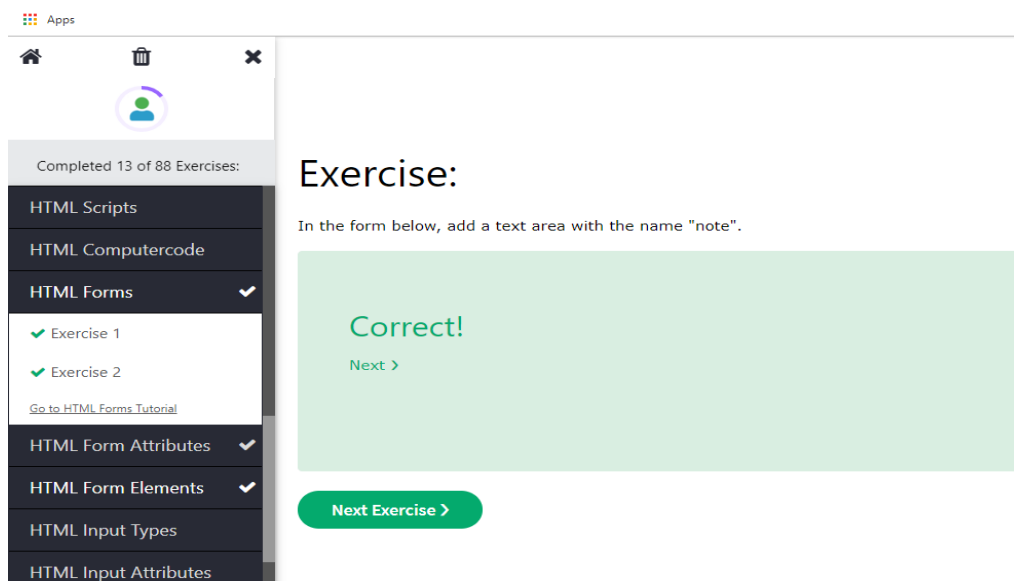 Apps
Completed 13 of 88 Exercises:
HTML Scripts
HTML Computercode
HTML Forms
Exercise 1
Exercise 2
Go to HTML Forms Tutorial
HTML Form Attributes
HTML Form Elements
HTML Input Types
HTML Input Attributes
Exercise:
In the form below, add a text area with the name "note".
Correct!
Next ❯
Next Exercise ❯